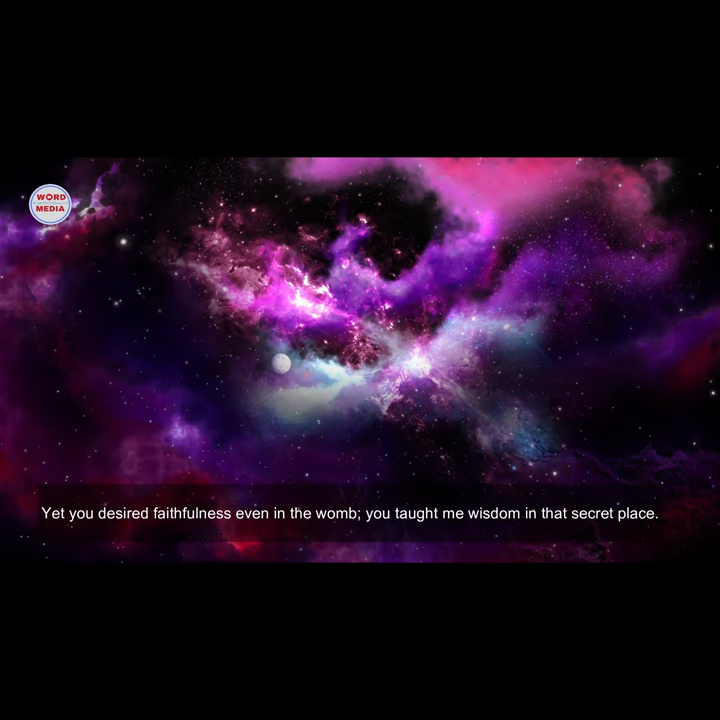 WORD
MEDIA
Yet you desired faithfulness even in the womb; you taught me wisdom in that secret place.